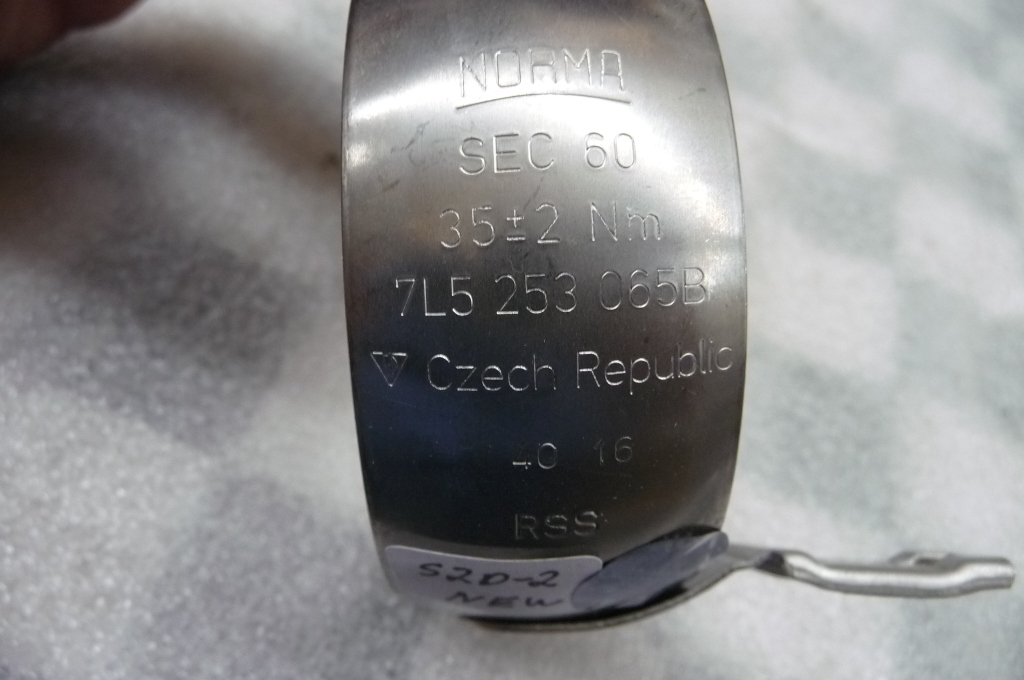 NORMA
SEC 60
35±2 Nm
7L5 253 065B
Czech Republic
40 16
RSS
S2D-2
NEW